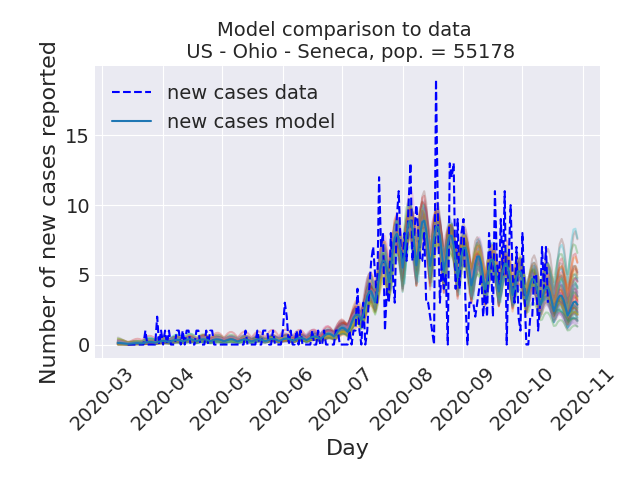 Model comparison to data
US - Ohio - Seneca, pop. = 55178
new cases data
new cases model
Number of new cases reported
15
10
5
0
2020-03
2020-04
2020-05
2020-06
2020-07
2020-08
2020-09
2020-10
2020-11
Day